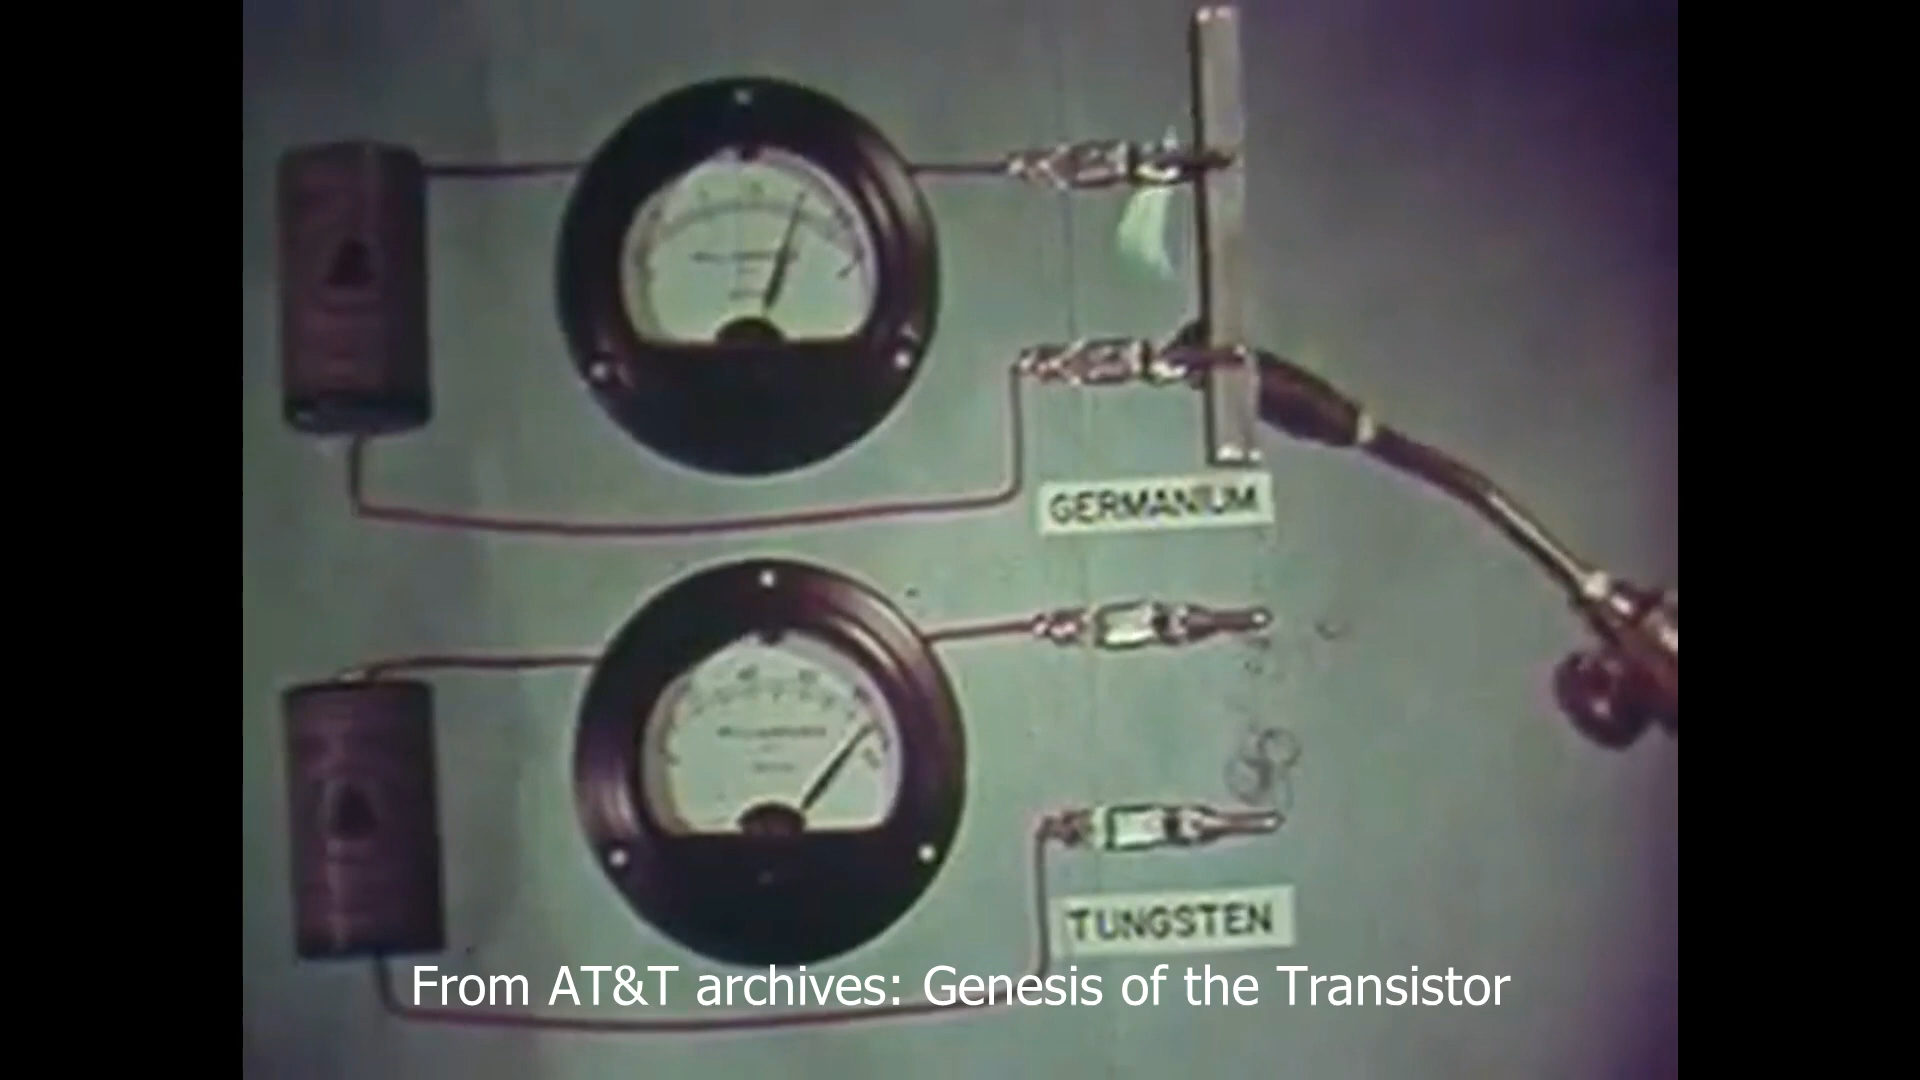 GERMANIUM
TUNGSTEN
From AT&T archives: Genesis of the Transistor